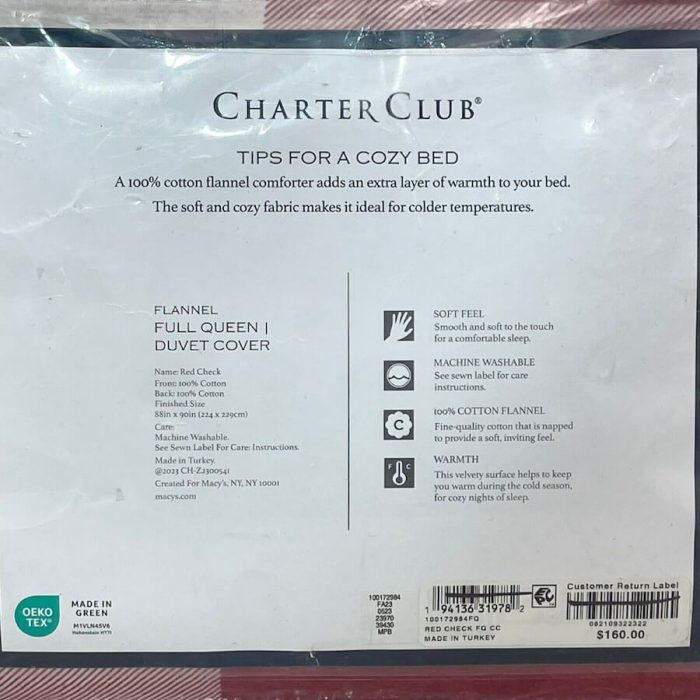 CHARTER CLUB®
TIPS FOR A COZY BED
A 100% cotton flannel comforter adds an extra layer of warmth to your bed.
The soft and cozy fabric makes it ideal for colder temperatures.
FLANNEL
FULL QUEEN |
DUVET COVER
Name: Red Check
Front: 100% Cotton
Back: 100% Cotton
Finished Size
88in x 90in (224 x 229cm)
Care:
Machine Washable.
See Sewn Label For Care: Instructions.
Made in Turkey.
@2023 CH-Z2300541
Created For Macy's, NY, NY 10001
macys.com
SOFT FEEL
Smooth and soft to the touch
for a comfortable sleep.
MACHINE WASHABLE
See sewn label for care
instructions.
C
100% COTTON FLANNEL
Fine-quality cotton that is napped
to provide a soft, inviting feel.
F C
WARMTH
This velvety surface helps to keep
you warm during the cold season,
for cozy nights of sleep.
OEKO
TEX®
MADE IN
GREEN
M1VLN45V6
Hohenstein HTTI
100172984
FA23
0523
23970
39430
MPB
1 94136 31978 2
100172984FQ
RED CHECK FQ CC
MADE IN TURKEY
EPC
Customer Return Label
082109322322
$160.00